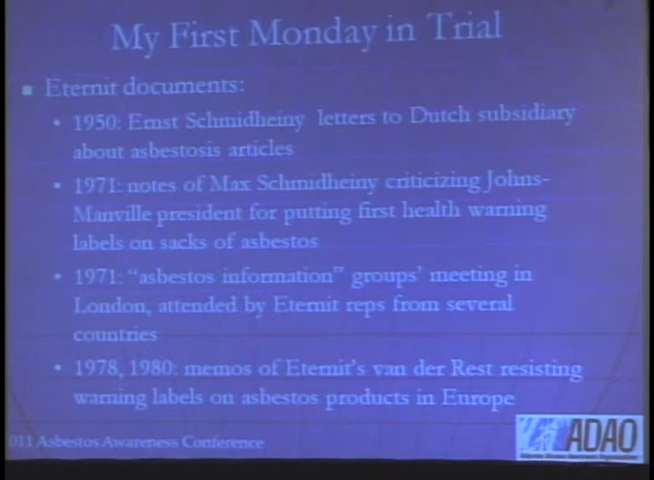 My First Monday in Trial
Eternit documents:
1950: Ernst Schmidheiny letters to Dutch subsidiary
about asbestosis articles
1971: notes of Max Schmidheiny criticizing Johns-
Manville president for putting first health warning
labels on sacks of asbestos
1971: "asbestos information" groups' meeting in
London, attended by Eternit reps from several
countries
1978, 1980: memos of Eternit's van der Rest resisting
warning labels on asbestos products in Europe
011 Asbestos Awareness Conference
ADAO